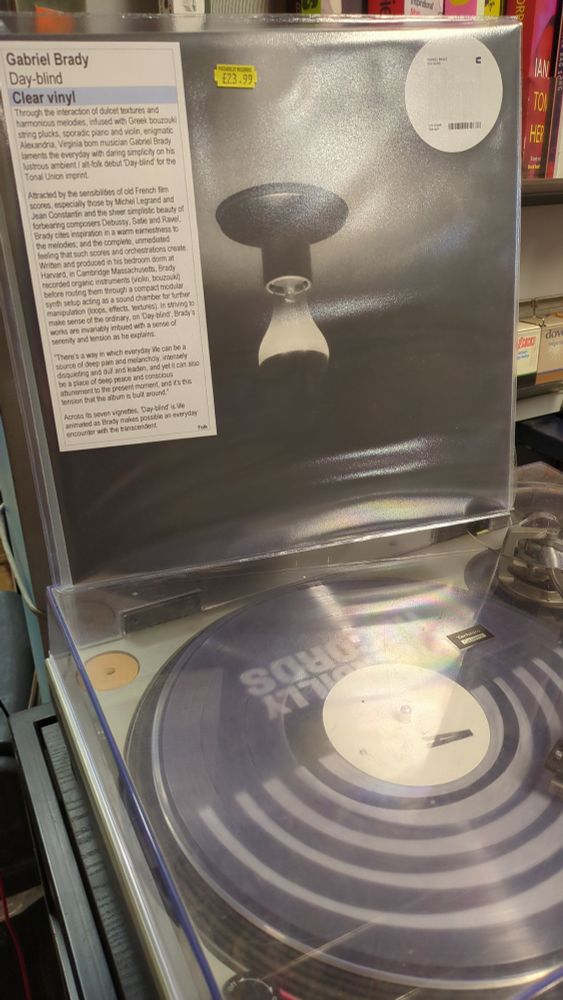 Gabriel Brady
Day-blind
Clear vinyl
Through the interaction of dulcet textures and
harmonious melodies, infused with Greek bouzouki
string plucks, sporadic piano and violin, enigmatic
Alexandria, Virginia born musician Gabriel Brady
laments the everyday with daring simplicity on his
lustrous ambient / alt-folk debut 'Day-blind' for the
Tonal Union imprint.
Attracted by the sensibilities of old French film
scores, especially those by Michel Legrand and
Jean Constantin and the sheer simplistic beauty of
forbearing composers Debussy, Satie and Ravel,
Brady cites inspiration in a warm earnestness to
the melodies; and the complete, unmediated
feeling that such scores and orchestrations create.
Written and produced in his bedroom dorm at
Harvard, in Cambridge Massachusetts, Brady
recorded organic instruments (violin, bouzouki)
before routing them through a compact modular
synth setup acting as a sound chamber for further
manipulation (loops, effects, textures). In striving to
make sense of the ordinary, on 'Day-blind', Brady's
works are invariably imbued with a sense of
serenity and tension as he explains:
"There's a way in which everyday life can be a
source of deep pain and melancholy, intensely
disquieting and dull and leaden, and yet it can also
be a place of deep peace and conscious
attunement to the present moment, and it's this
tension that the album is built around."
Across its seven vignettes, 'Day-blind' is life
animated as Brady makes possible an everyday
encounter with the transcendent.
Folk
PICCADILLY RECORDS
£23.99
GABRIEL BRADY
DAY-BLIND
IAN
TOM
HER
Technics
DILLY
RECORDS
A